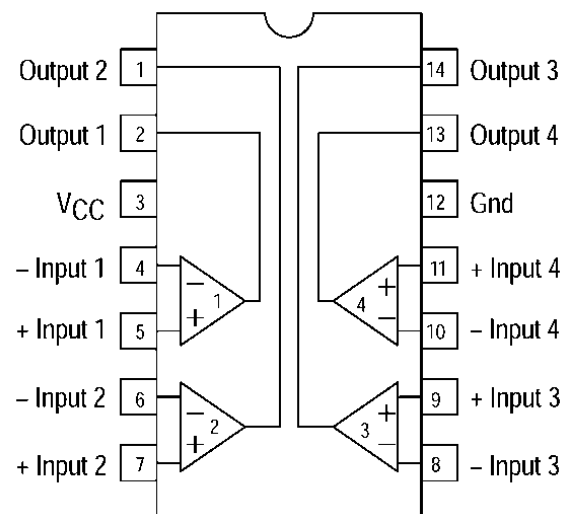 Output 2 1 14 Output 3
Output 1 2 13 Output 4
VCC 3 12 Gnd
– Input 1 4 11 + Input 4
– 1 + 4
+ –
+ Input 1 5 10 – Input 4
– Input 2 6 9 + Input 3
– 2 + 3
+ –
+ Input 2 7 8 – Input 3